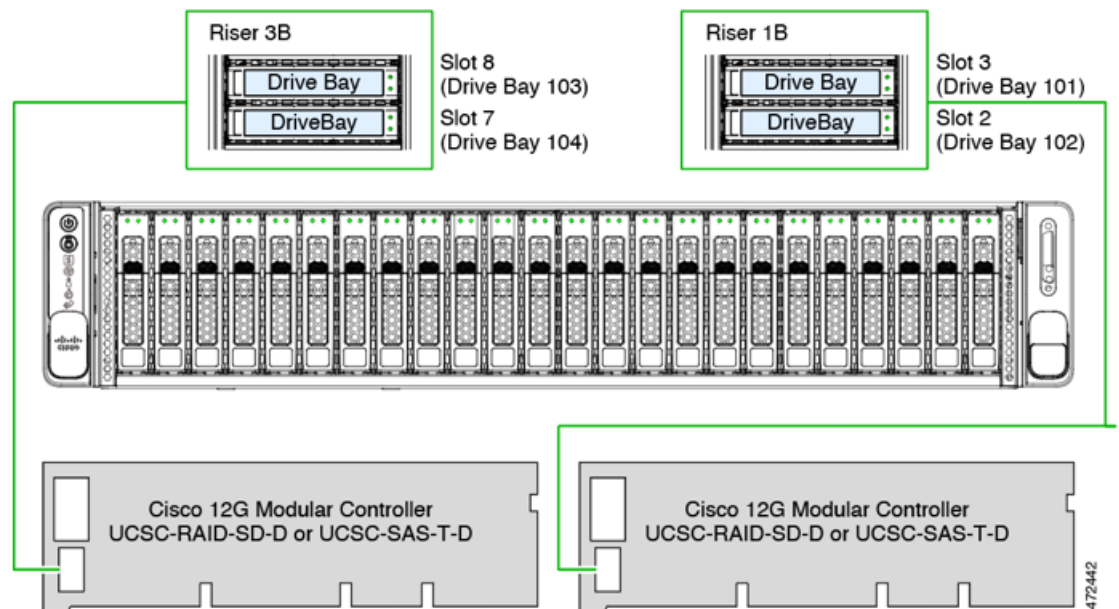 Riser 3B
Drive Bay
DriveBay
Slot 8
(Drive Bay 103)
Slot 7
(Drive Bay 104)
Riser 1B
Drive Bay
DriveBay
Slot 3
(Drive Bay 101)
Slot 2
(Drive Bay 102)
CISCO
Cisco 12G Modular Controller
UCSC-RAID-SD-D or UCSC-SAS-T-D
Cisco 12G Modular Controller
UCSC-RAID-SD-D or UCSC-SAS-T-D
472442